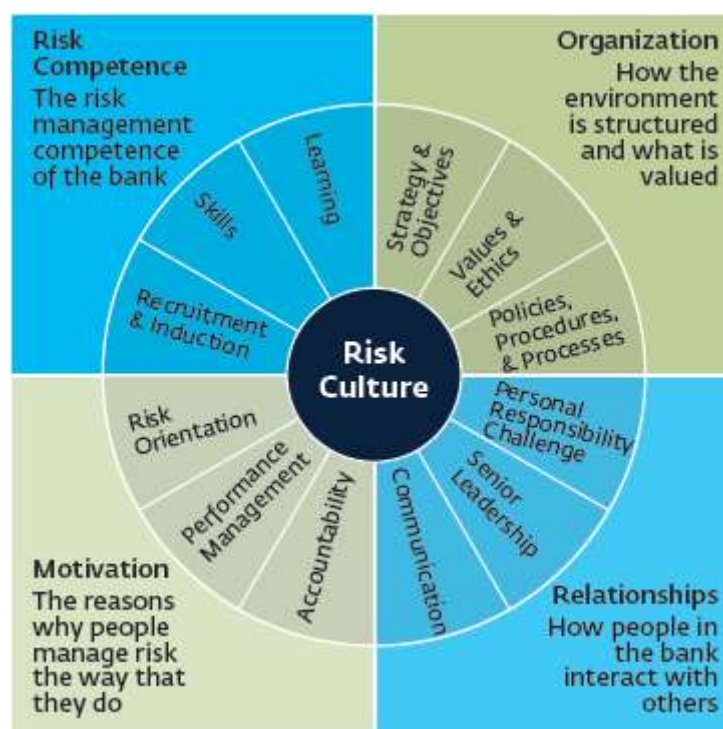 Risk
Competence
The risk
management
competence
of the bank
Organization
How the
environment
is structured
and what is
valued
Learning
Skills
Recruitment
& Induction
Strategy &
Objectives
Values &
Ethics
Policies,
Procedures,
& Processes
Risk
Culture
Risk
Orientation
Performance
Management
Accountability
Personal
Responsibility
Challenge
Senior
Leadership
Communication
Motivation
The reasons
why people
manage risk
the way that
they do
Relationships
How people in
the bank
interact with
others